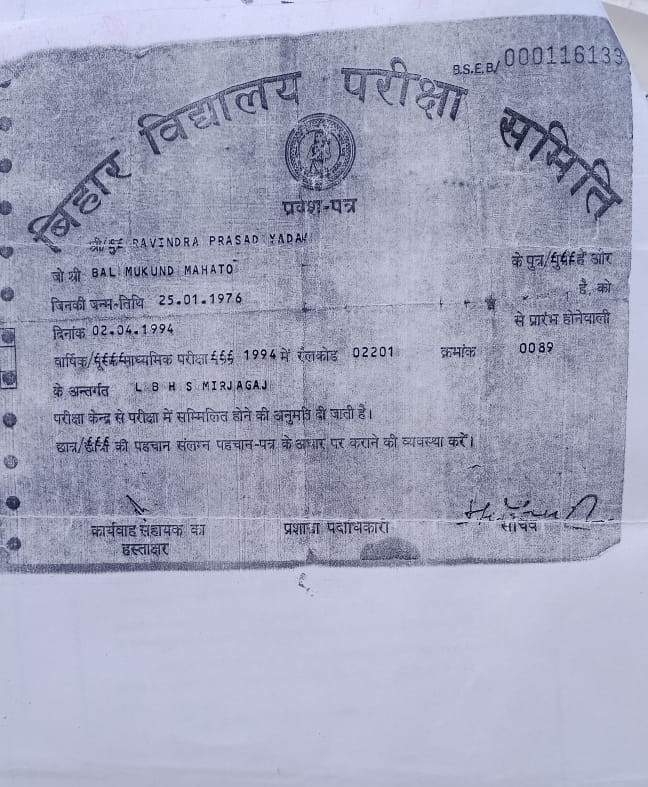 B.S.E.B/ 000116133
बिहार विद्यालय परीक्षा समिति
प्रवेश-पत्र
श्री/ RAVINDRA PRASAD YADAV
जो श्री BAL MUKUND MAHATO के पुत्र/ है और
जिनकी जन्म-तिथि 25.01.1976 है, को
दिनांक 02.04.1994 से प्रारंभ होनेवाली
वार्षिक/ माध्यमिक परीक्षा 1994 में रौलकोड 02201 क्रमांक 0089
के अन्तर्गत L B H S MIRJAGAJ
परीक्षा केन्द्र से परीक्षा में सम्मिलित होने की अनुमति दी जाती है।
छात्र/ की पहचान संलग्न पहचान-पत्र के आधार पर कराने की व्यवस्था करें।
कार्यवाह सहायक का प्रशाखा पदाधिकारी सचिव
हस्ताक्षर